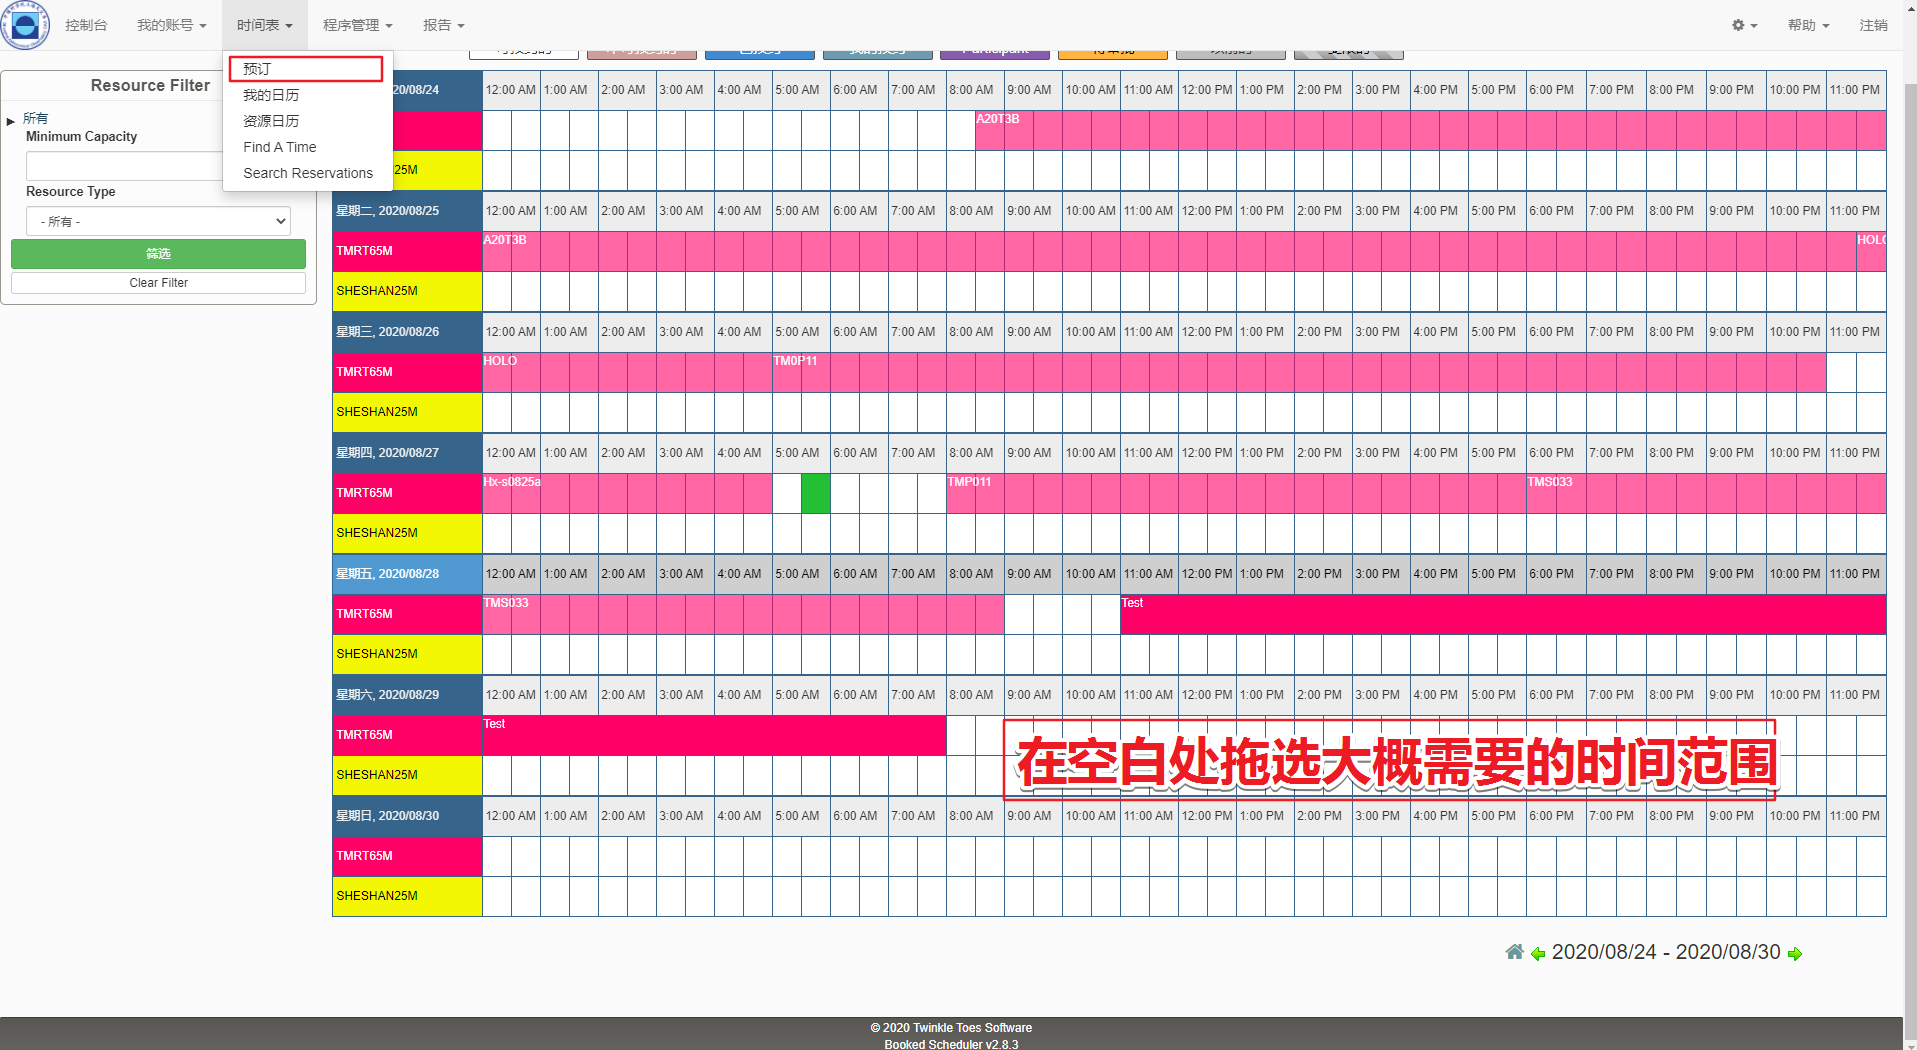 控制台 我的账号 时间表 程序管理 报告 帮助 注销
预订
我的日历
资源日历
Find A Time
Search Reservations
Resource Filter
所有
Minimum Capacity
Resource Type
- 所有 -
筛选
Clear Filter
Participant
2020/08/24 12:00 AM 1:00 AM 2:00 AM 3:00 AM 4:00 AM 5:00 AM 6:00 AM 7:00 AM 8:00 AM 9:00 AM 10:00 AM 11:00 AM 12:00 PM 1:00 PM 2:00 PM 3:00 PM 4:00 PM 5:00 PM 6:00 PM 7:00 PM 8:00 PM 9:00 PM 10:00 PM 11:00 PM
A20T3B
25M
星期二, 2020/08/25 12:00 AM 1:00 AM 2:00 AM 3:00 AM 4:00 AM 5:00 AM 6:00 AM 7:00 AM 8:00 AM 9:00 AM 10:00 AM 11:00 AM 12:00 PM 1:00 PM 2:00 PM 3:00 PM 4:00 PM 5:00 PM 6:00 PM 7:00 PM 8:00 PM 9:00 PM 10:00 PM 11:00 PM
TMRT65M A20T3B HOLO
SHESHAN25M
星期三, 2020/08/26 12:00 AM 1:00 AM 2:00 AM 3:00 AM 4:00 AM 5:00 AM 6:00 AM 7:00 AM 8:00 AM 9:00 AM 10:00 AM 11:00 AM 12:00 PM 1:00 PM 2:00 PM 3:00 PM 4:00 PM 5:00 PM 6:00 PM 7:00 PM 8:00 PM 9:00 PM 10:00 PM 11:00 PM
TMRT65M HOLO TM0P11
SHESHAN25M
星期四, 2020/08/27 12:00 AM 1:00 AM 2:00 AM 3:00 AM 4:00 AM 5:00 AM 6:00 AM 7:00 AM 8:00 AM 9:00 AM 10:00 AM 11:00 AM 12:00 PM 1:00 PM 2:00 PM 3:00 PM 4:00 PM 5:00 PM 6:00 PM 7:00 PM 8:00 PM 9:00 PM 10:00 PM 11:00 PM
TMRT65M Hx-s0825a TMP011 TMS033
SHESHAN25M
星期五, 2020/08/28 12:00 AM 1:00 AM 2:00 AM 3:00 AM 4:00 AM 5:00 AM 6:00 AM 7:00 AM 8:00 AM 9:00 AM 10:00 AM 11:00 AM 12:00 PM 1:00 PM 2:00 PM 3:00 PM 4:00 PM 5:00 PM 6:00 PM 7:00 PM 8:00 PM 9:00 PM 10:00 PM 11:00 PM
TMRT65M TMS033 Test
SHESHAN25M
星期六, 2020/08/29 12:00 AM 1:00 AM 2:00 AM 3:00 AM 4:00 AM 5:00 AM 6:00 AM 7:00 AM 8:00 AM 9:00 AM 10:00 AM 11:00 AM 12:00 PM 1:00 PM 2:00 PM 3:00 PM 4:00 PM 5:00 PM 6:00 PM 7:00 PM 8:00 PM 9:00 PM 10:00 PM 11:00 PM
TMRT65M Test
在空白处拖选大概需要的时间范围
SHESHAN25M
星期日, 2020/08/30 12:00 AM 1:00 AM 2:00 AM 3:00 AM 4:00 AM 5:00 AM 6:00 AM 7:00 AM 8:00 AM 9:00 AM 10:00 AM 11:00 AM 12:00 PM 1:00 PM 2:00 PM 3:00 PM 4:00 PM 5:00 PM 6:00 PM 7:00 PM 8:00 PM 9:00 PM 10:00 PM 11:00 PM
TMRT65M
SHESHAN25M
2020/08/24 - 2020/08/30
© 2020 Twinkle Toes Software
Booked Scheduler v2.8.3